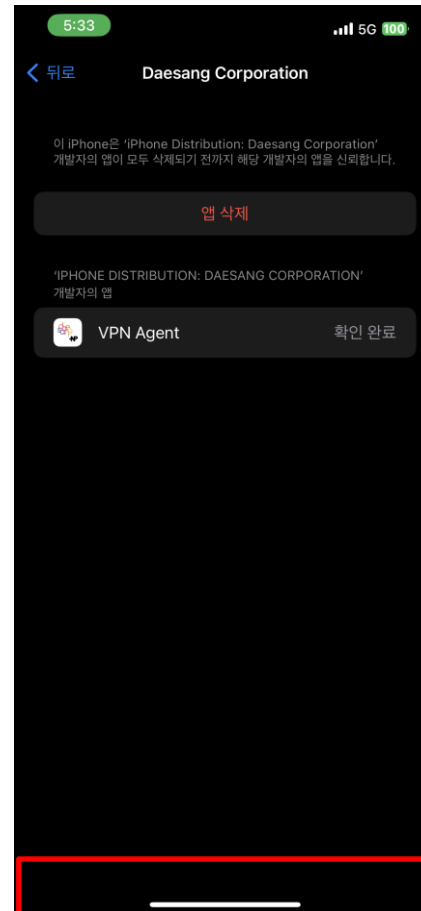 5:33
5G 100
뒤로
Daesang Corporation
이 iPhone은 'iPhone Distribution: Daesang Corporation'
개발자의 앱이 모두 삭제되기 전까지 해당 개발자의 앱을 신뢰합니다.
앱 삭제
'IPHONE DISTRIBUTION: DAESANG CORPORATION'
개발자의 앱
VPN Agent
확인 완료